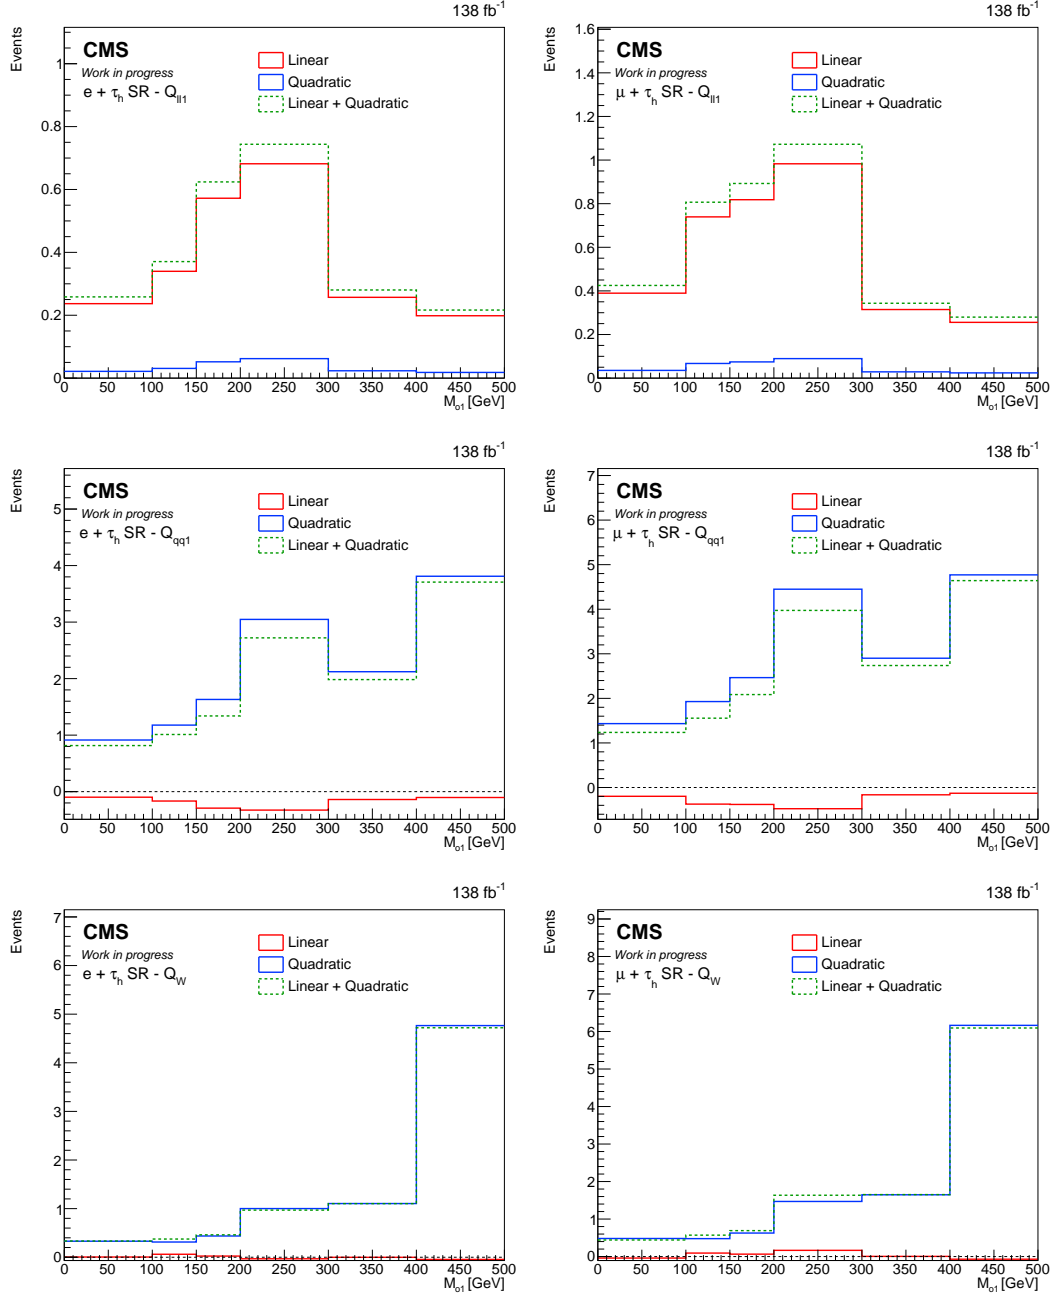 138 fb-1
Events
CMS
Work in progress
e + τh SR - Qll1
Linear
Quadratic
Linear + Quadratic
1
0.8
0.6
0.4
0.2
0
0 50 100 150 200 250 300 350 400 450 500
Mo1 [GeV]
138 fb-1
Events
CMS
Work in progress
μ + τh SR - Qll1
Linear
Quadratic
Linear + Quadratic
1.6
1.4
1.2
1
0.8
0.6
0.4
0.2
0
0 50 100 150 200 250 300 350 400 450 500
Mo1 [GeV]
138 fb-1
Events
CMS
Work in progress
e + τh SR - Qqq1
Linear
Quadratic
Linear + Quadratic
5
4
3
2
1
0
0 50 100 150 200 250 300 350 400 450 500
Mo1 [GeV]
138 fb-1
Events
CMS
Work in progress
μ + τh SR - Qqq1
Linear
Quadratic
Linear + Quadratic
7
6
5
4
3
2
1
0
0 50 100 150 200 250 300 350 400 450 500
Mo1 [GeV]
138 fb-1
Events
CMS
Work in progress
e + τh SR - QW
Linear
Quadratic
Linear + Quadratic
7
6
5
4
3
2
1
0
0 50 100 150 200 250 300 350 400 450 500
Mo1 [GeV]
138 fb-1
Events
CMS
Work in progress
μ + τh SR - QW
Linear
Quadratic
Linear + Quadratic
9
8
7
6
5
4
3
2
1
0
0 50 100 150 200 250 300 350 400 450 500
Mo1 [GeV]